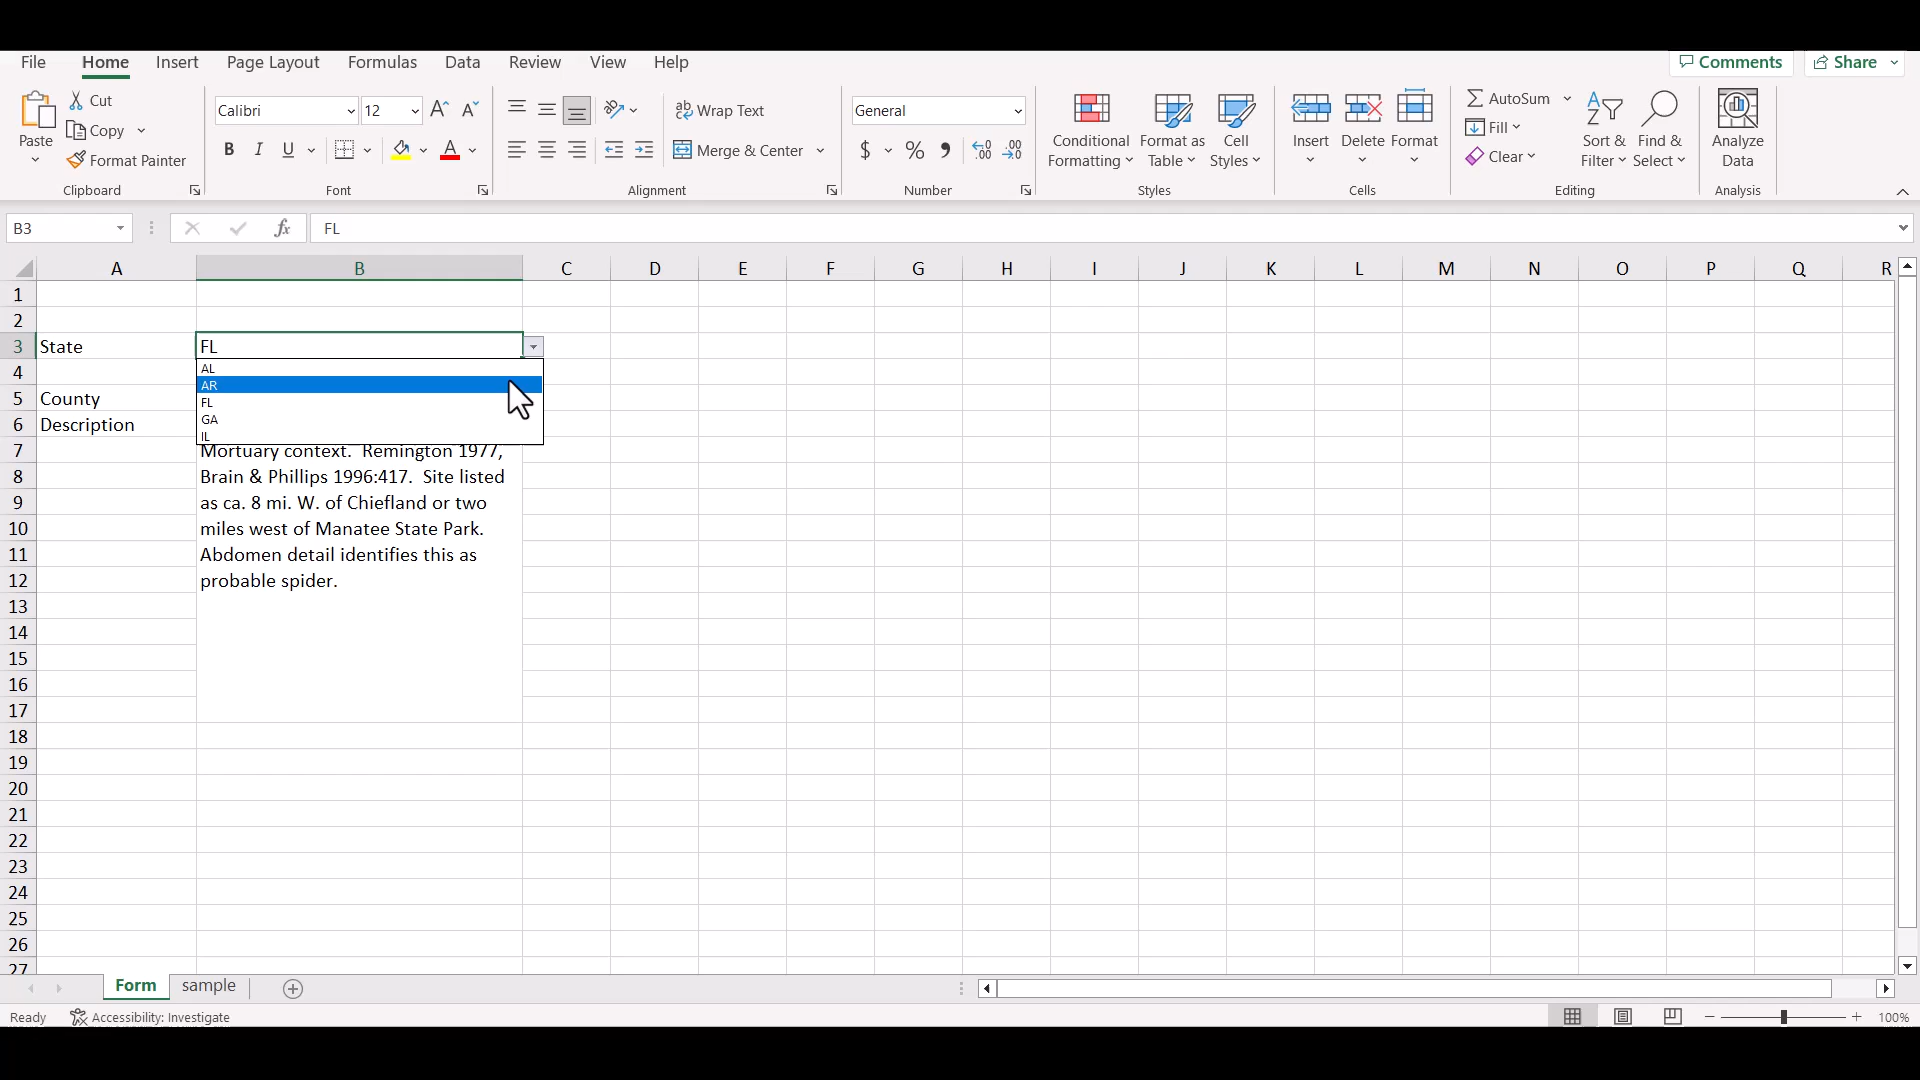 File Home Insert Page Layout Formulas Data Review View Help Comments Share
Paste Cut Copy Format Painter Clipboard
Calibri 12 A^ A˅ B I U A Font
ab Wrap Text Merge & Center Alignment
General $ % , .00 .00 Number
Conditional Formatting Format as Table Cell Styles Styles
Insert Delete Format Cells
AutoSum Fill Clear Sort & Filter Find & Select Editing
Analyze Data Analysis
B3 fx FL
A B C D E F G H I J K L M N O P Q R
1
2
3 State FL
AL
AR
FL
GA
IL
4
5 County
6 Description
7 Mortuary context. Remington 1977,
8 Brain & Phillips 1996:417. Site listed
9 as ca. 8 mi. W. of Chiefland or two
10 miles west of Manatee State Park.
11 Abdomen detail identifies this as
12 probable spider.
13
14
15
16
17
18
19
20
21
22
23
24
25
26
27
Form sample
Ready Accessibility: Investigate 100%